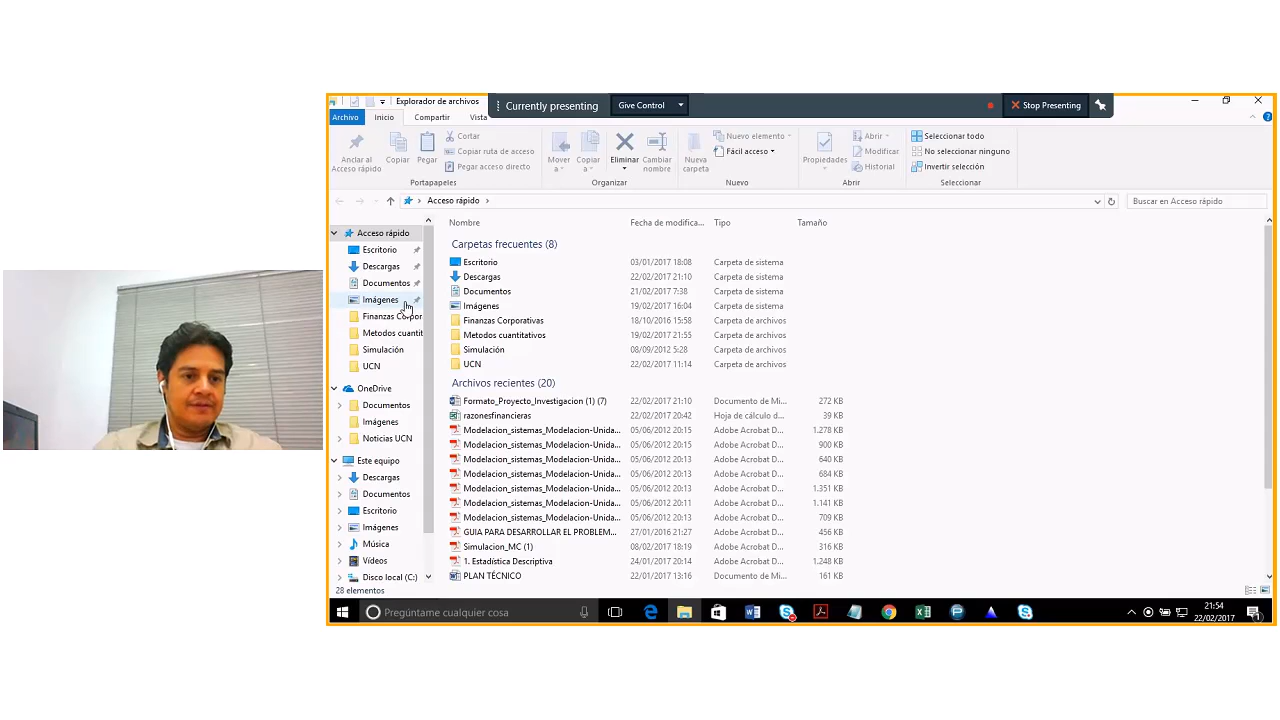 Explorador de archivos
Currently presenting
Give Control
Stop Presenting
Archivo Inicio Compartir Vista
Anclar al Acceso rápido
Copiar
Pegar
Cortar
Copiar ruta de acceso
Pegar acceso directo
Portapapeles
Mover a
Copiar a
Eliminar
Cambiar nombre
Organizar
Nueva carpeta
Nuevo elemento
Fácil acceso
Nuevo
Propiedades
Abrir
Modificar
Historial
Abrir
Seleccionar todo
No seleccionar ninguno
Invertir selección
Seleccionar
Acceso rápido
Buscar en Acceso rápido
Acceso rápido
Escritorio
Descargas
Documentos
Imágenes
Finanzas Corpor
Metodos cuantit
Simulación
UCN
OneDrive
Documentos
Imágenes
Noticias UCN
Este equipo
Descargas
Documentos
Escritorio
Imágenes
Música
Vídeos
Disco local (C:)
Nombre Fecha de modifica... Tipo Tamaño
Carpetas frecuentes (8)
Escritorio 03/01/2017 18:08 Carpeta de sistema
Descargas 22/02/2017 21:10 Carpeta de sistema
Documentos 21/02/2017 7:38 Carpeta de sistema
Imágenes 19/02/2017 16:04 Carpeta de sistema
Finanzas Corporativas 18/10/2016 15:58 Carpeta de archivos
Metodos cuantitativos 19/02/2017 21:55 Carpeta de archivos
Simulación 08/09/2012 5:28 Carpeta de archivos
UCN 22/02/2017 11:14 Carpeta de archivos
Archivos recientes (20)
Formato_Proyecto_Investigacion (1) (7) 22/02/2017 21:10 Documento de Mi... 272 KB
razonesfinancieras 22/02/2017 20:42 Hoja de cálculo d... 39 KB
Modelacion_sistemas_Modelacion-Unida... 05/06/2012 20:15 Adobe Acrobat D... 1.278 KB
Modelacion_sistemas_Modelacion-Unida... 05/06/2012 20:15 Adobe Acrobat D... 900 KB
Modelacion_sistemas_Modelacion-Unida... 05/06/2012 20:13 Adobe Acrobat D... 640 KB
Modelacion_sistemas_Modelacion-Unida... 05/06/2012 20:13 Adobe Acrobat D... 684 KB
Modelacion_sistemas_Modelacion-Unida... 05/06/2012 20:13 Adobe Acrobat D... 1.351 KB
Modelacion_sistemas_Modelacion-Unida... 05/06/2012 20:11 Adobe Acrobat D... 1.141 KB
Modelacion_sistemas_Modelacion-Unida... 05/06/2012 20:13 Adobe Acrobat D... 709 KB
GUIA PARA DESARROLLAR EL PROBLEM... 27/01/2016 21:27 Adobe Acrobat D... 456 KB
Simulacion_MC (1) 08/02/2017 18:19 Adobe Acrobat D... 316 KB
1. Estadística Descriptiva 24/01/2017 20:14 Adobe Acrobat D... 1.248 KB
PLAN TÉCNICO 22/01/2017 13:16 Documento de Mi... 161 KB
28 elementos
Pregúntame cualquier cosa
21:54
22/02/2017